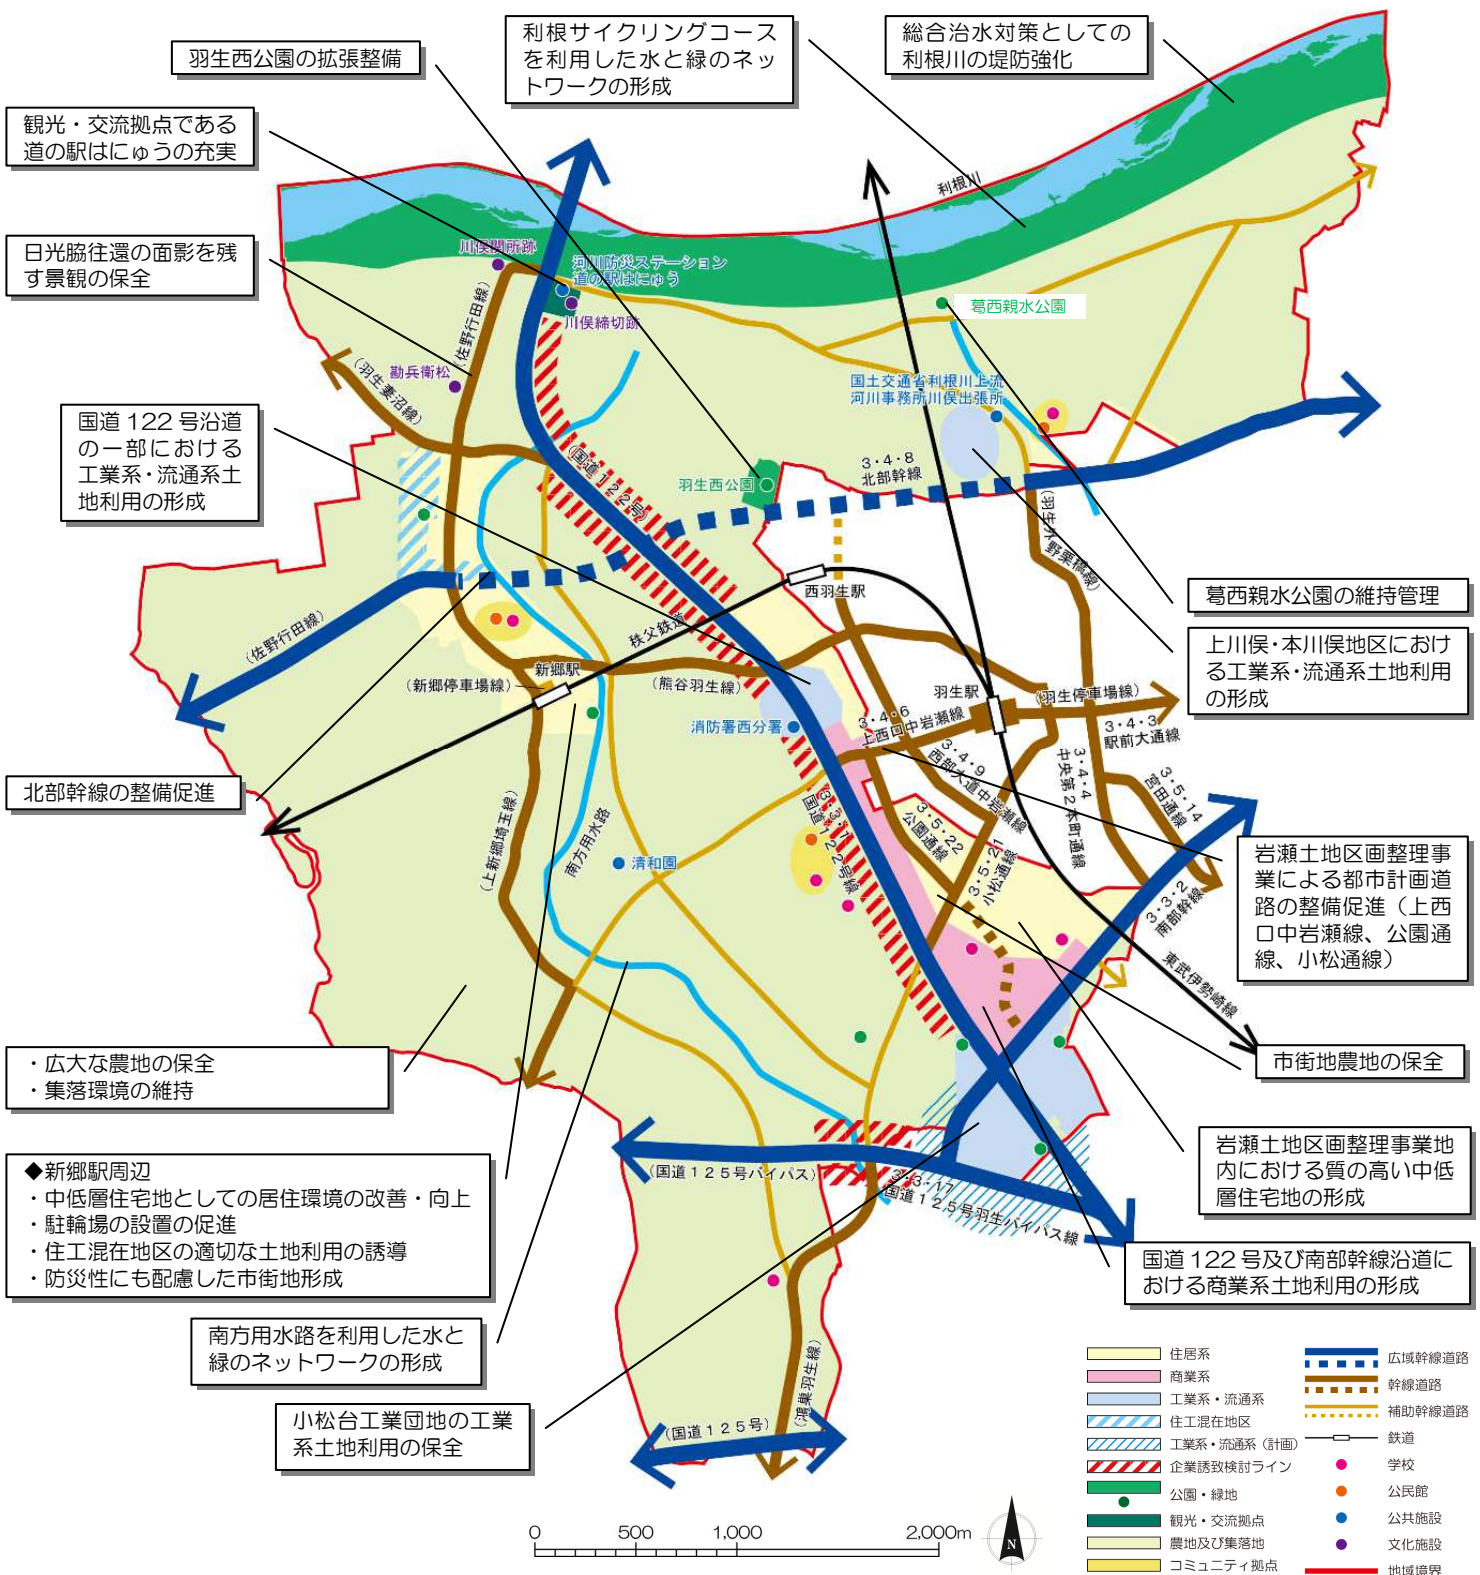 羽生西公園の拡張整備
利根サイクリングコース
を利用した水と緑のネッ
トワークの形成
総合治水対策としての
利根川の堤防強化
観光・交流拠点である
道の駅はにゅうの充実
日光脇往還の面影を残
す景観の保全
国道122号沿道
の一部における
工業系・流通系土
地利用の形成
北部幹線の整備促進
・広大な農地の保全
・集落環境の維持
◆新郷駅周辺
・中低層住宅地としての居住環境の改善・向上
・駐輪場の設置の促進
・住工混在地区の適切な土地利用の誘導
・防災性にも配慮した市街地形成
南方用水路を利用した水と
緑のネットワークの形成
小松台工業団地の工業
系土地利用の保全
葛西親水公園の維持管理
上川俣・本川俣地区におけ
る工業系・流通系土地利用
の形成
岩瀬土地区画整理事
業による都市計画道
路の整備促進（上西
口中岩瀬線、公園通
線、小松通線）
市街地農地の保全
岩瀬土地区画整理事業地
内における質の高い中低
層住宅地の形成
国道122号及び南部幹線沿道に
おける商業系土地利用の形成
利根川
川俣関所跡
河川防災ステーション
道の駅はにゅう
川俣締切跡
葛西親水公園
（佐野行田線）
勘兵衛松
（羽生妻沼線）
国土交通省利根川上流
河川事務所川俣出張所
（国道122号）
羽生西公園
3・4・8
北部幹線
（羽生外野栗橋線）
西羽生駅
秩父鉄道
（佐野行田線）
新郷駅
（新郷停車場線）
（熊谷羽生線）
羽生駅
（羽生停車場線）
消防署西分署
3・4・6
上西口中岩瀬線
3・4・3
駅前大通線
3・4・9
西部大道中岩瀬線
3・4・4
中央第2本町通線
3・5・14
宮田通線
3・3・1
国道122号線
3・5・22
公園通線
3・5・21
小松通線
3・3・2
南部幹線
（上新郷埼玉線）
南方用水路
清和園
東武伊勢崎線
（国道125号バイパス）
3・3・17
国道125号羽生バイパス線
（鴻巣羽生線）
（国道125号）
住居系
商業系
工業系・流通系
住工混在地区
工業系・流通系（計画）
企業誘致検討ライン
公園・緑地
観光・交流拠点
農地及び集落地
コミュニティ拠点
広域幹線道路
幹線道路
補助幹線道路
鉄道
学校
公民館
公共施設
文化施設
地域境界
0 500 1,000 2,000m
N